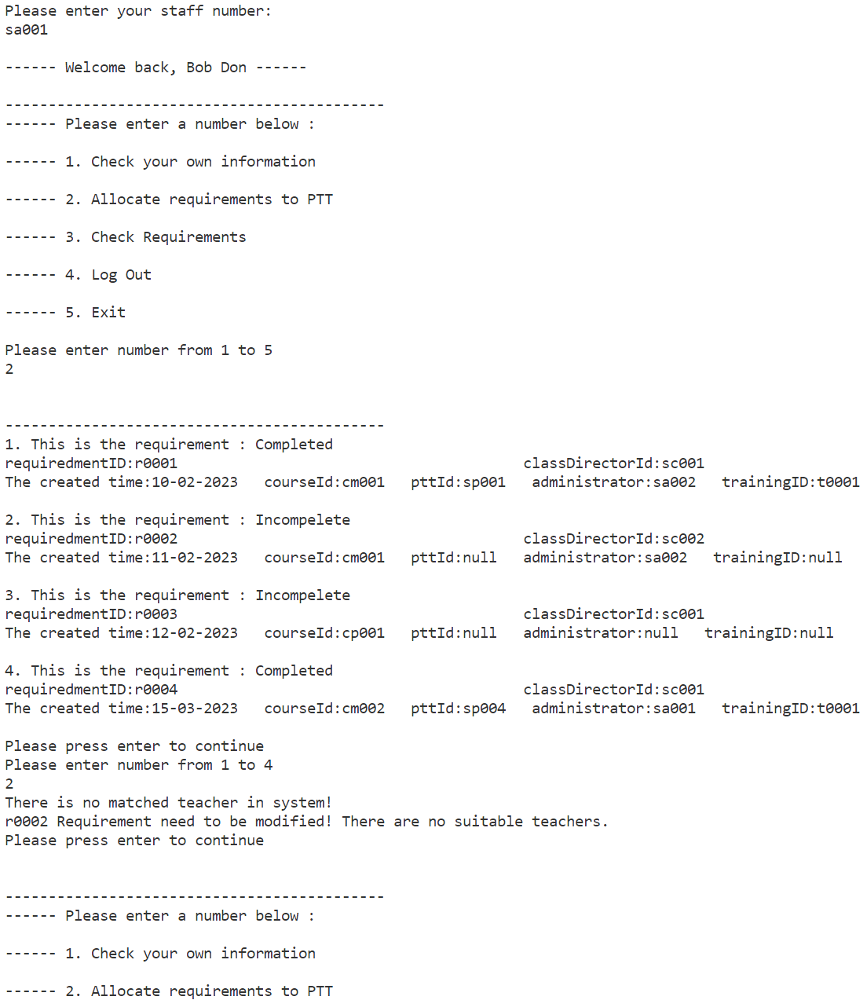 Please enter your staff number:
sa001
------ Welcome back, Bob Don ------
--------------------------------------------
------ Please enter a number below :
------ 1. Check your own information
------ 2. Allocate requirements to PTT
------ 3. Check Requirements
------ 4. Log Out
------ 5. Exit
Please enter number from 1 to 5
2
--------------------------------------------
1. This is the requirement : Completed
requiredmentID:r0001 classDirectorId:sc001
The created time:10-02-2023 courseId:cm001 pttId:sp001 administrator:sa002 trainingID:t0001
2. This is the requirement : Incompelete
requiredmentID:r0002 classDirectorId:sc002
The created time:11-02-2023 courseId:cm001 pttId:null administrator:sa002 trainingID:null
3. This is the requirement : Incompelete
requiredmentID:r0003 classDirectorId:sc001
The created time:12-02-2023 courseId:cp001 pttId:null administrator:null trainingID:null
4. This is the requirement : Completed
requiredmentID:r0004 classDirectorId:sc001
The created time:15-03-2023 courseId:cm002 pttId:sp004 administrator:sa001 trainingID:t0001
Please press enter to continue
Please enter number from 1 to 4
2
There is no matched teacher in system!
r0002 Requirement need to be modified! There are no suitable teachers.
Please press enter to continue
--------------------------------------------
------ Please enter a number below :
------ 1. Check your own information
------ 2. Allocate requirements to PTT